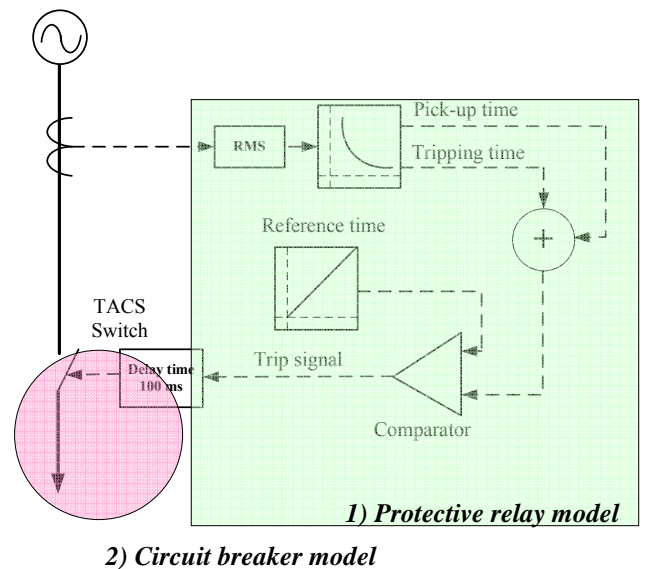 Pick-up time
RMS
Tripping time
+
Reference time
TACS
Switch
Delay time
100 ms
Trip signal
Comparator
1) Protective relay model
2) Circuit breaker model